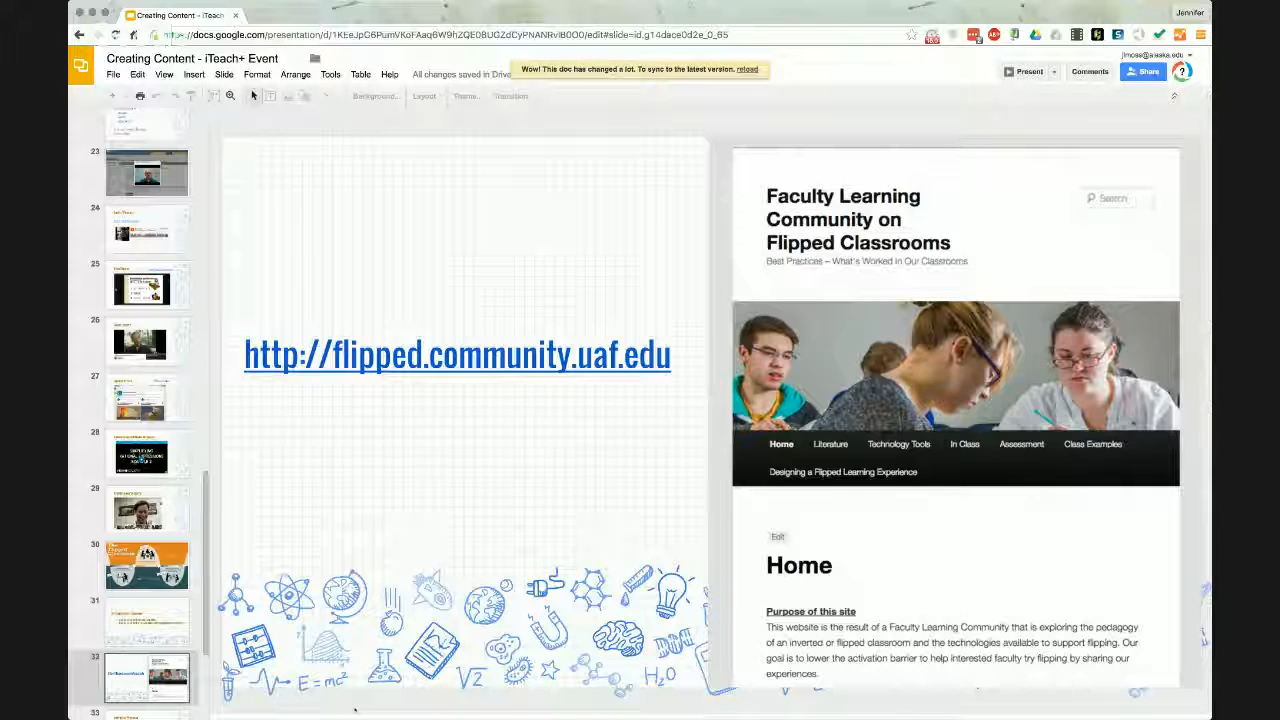 Creating Content - iTeach
Jennifer
https://docs.google.com/presentation/d/1KEeJpG6PumVKoFAaq6W9hZQE08UGZdCyPNANRviB0O0/edit#slide=id.g14dace0d2e_0_65
Creating Content - iTeach+ Event
jlmoss@alaska.edu
File Edit View Insert Slide Format Arrange Tools Table Help All changes saved in Drive
Wow! This doc has changed a lot. To sync to the latest version. reload
Present Comments Share
Background... Layout Theme... Transition
23
24
25
26
27
28
29
30
31
32
33
http://flipped.community.uaf.edu
Faculty Learning
Community on
Flipped Classrooms
Search
Best Practices – What's Worked In Our Classrooms
Home Literature Technology Tools In Class Assessment Class Examples
Designing a Flipped Learning Experience
Edit
Home
Purpose of this site
This website is the result of a Faculty Learning Community that is exploring the pedagogy
of an inverted or flipped classroom and the technologies available to support flipping. Our
goal is to lower the activation barrier to help interested faculty try flipping by sharing our
experiences.
√2
E=mc²
H₂O